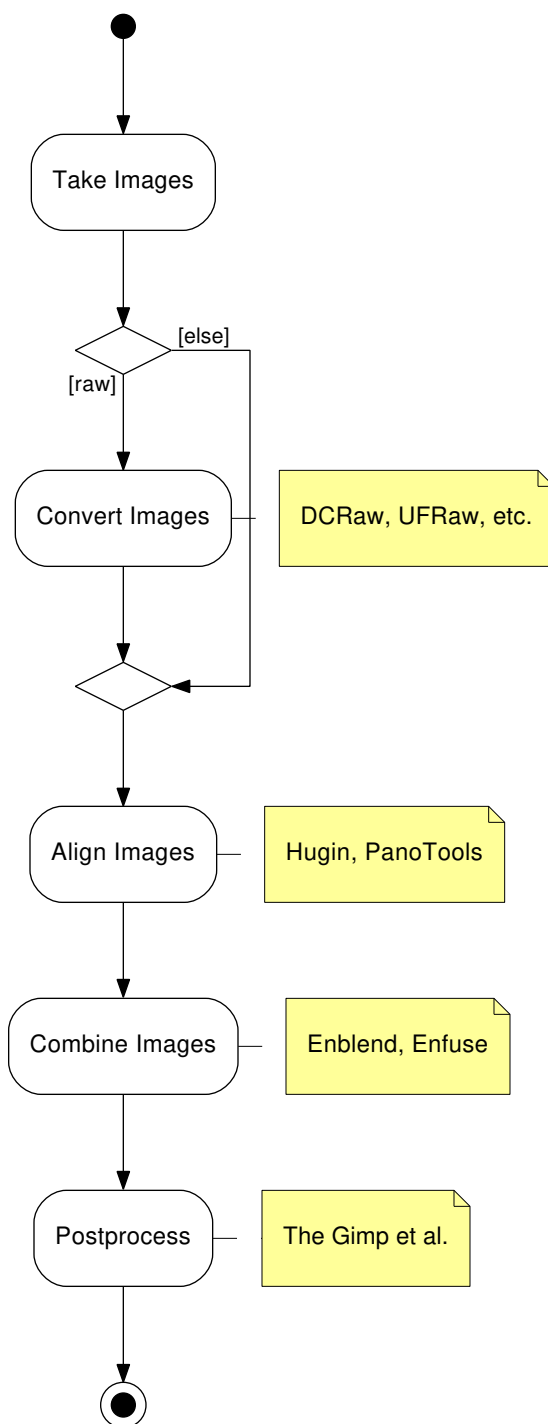 Take Images
[else]
[raw]
Convert Images
DCRaw, UFRaw, etc.
Align Images
Hugin, PanoTools
Combine Images
Enblend, Enfuse
Postprocess
The Gimp et al.